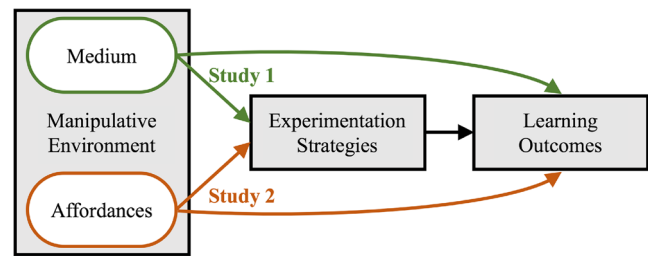 Medium
Study 1
Manipulative
Environment
Experimentation
Strategies
Learning
Outcomes
Affordances
Study 2